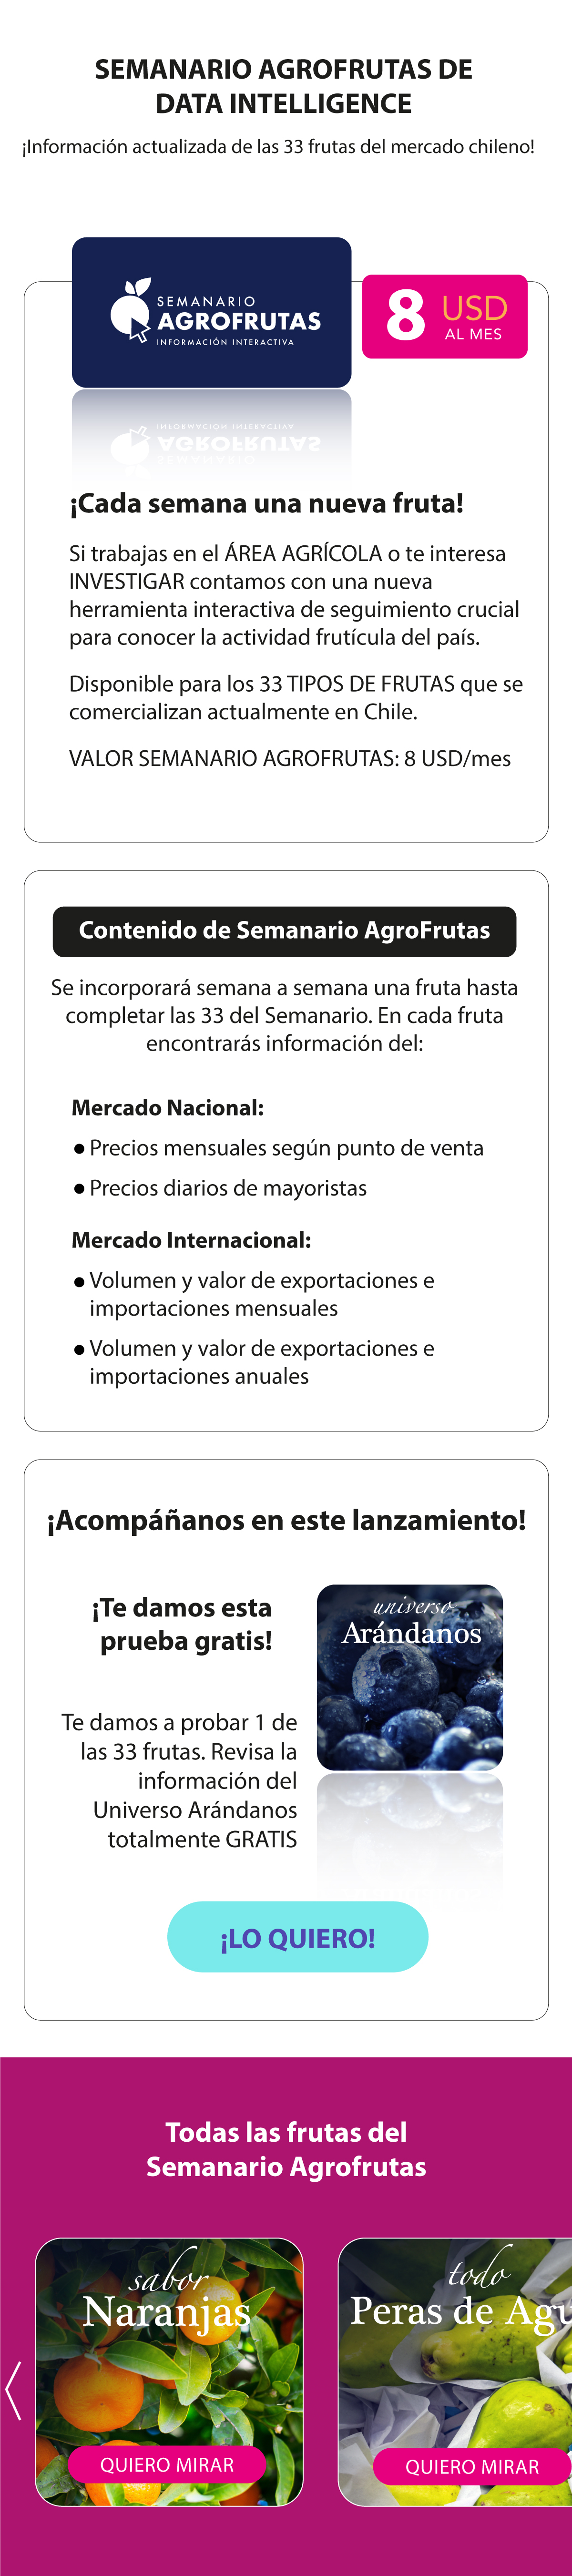 SEMANARIO AGROFRUTAS DE
DATA INTELLIGENCE
¡Información actualizada de las 33 frutas del mercado chileno!
SEMANARIO
AGROFRUTAS
INFORMACIÓN INTERACTIVA
8 USD
AL MES
¡Cada semana una nueva fruta!
Si trabajas en el ÁREA AGRÍCOLA o te interesa
INVESTIGAR contamos con una nueva
herramienta interactiva de seguimiento crucial
para conocer la actividad frutícula del país.
Disponible para los 33 TIPOS DE FRUTAS que se
comercializan actualmente en Chile.
VALOR SEMANARIO AGROFRUTAS: 8 USD/mes
Contenido de Semanario AgroFrutas
Se incorporará semana a semana una fruta hasta
completar las 33 del Semanario. En cada fruta
encontrarás información del:
Mercado Nacional:
● Precios mensuales según punto de venta
● Precios diarios de mayoristas
Mercado Internacional:
● Volumen y valor de exportaciones e
importaciones mensuales
● Volumen y valor de exportaciones e
importaciones anuales
¡Acompáñanos en este lanzamiento!
¡Te damos esta
prueba gratis!
Te damos a probar 1 de
las 33 frutas. Revisa la
información del
Universo Arándanos
totalmente GRATIS
universo
Arándanos
¡LO QUIERO!
Todas las frutas del
Semanario Agrofrutas
sabor
Naranjas
QUIERO MIRAR
todo
Peras de Agu
QUIERO MIRAR